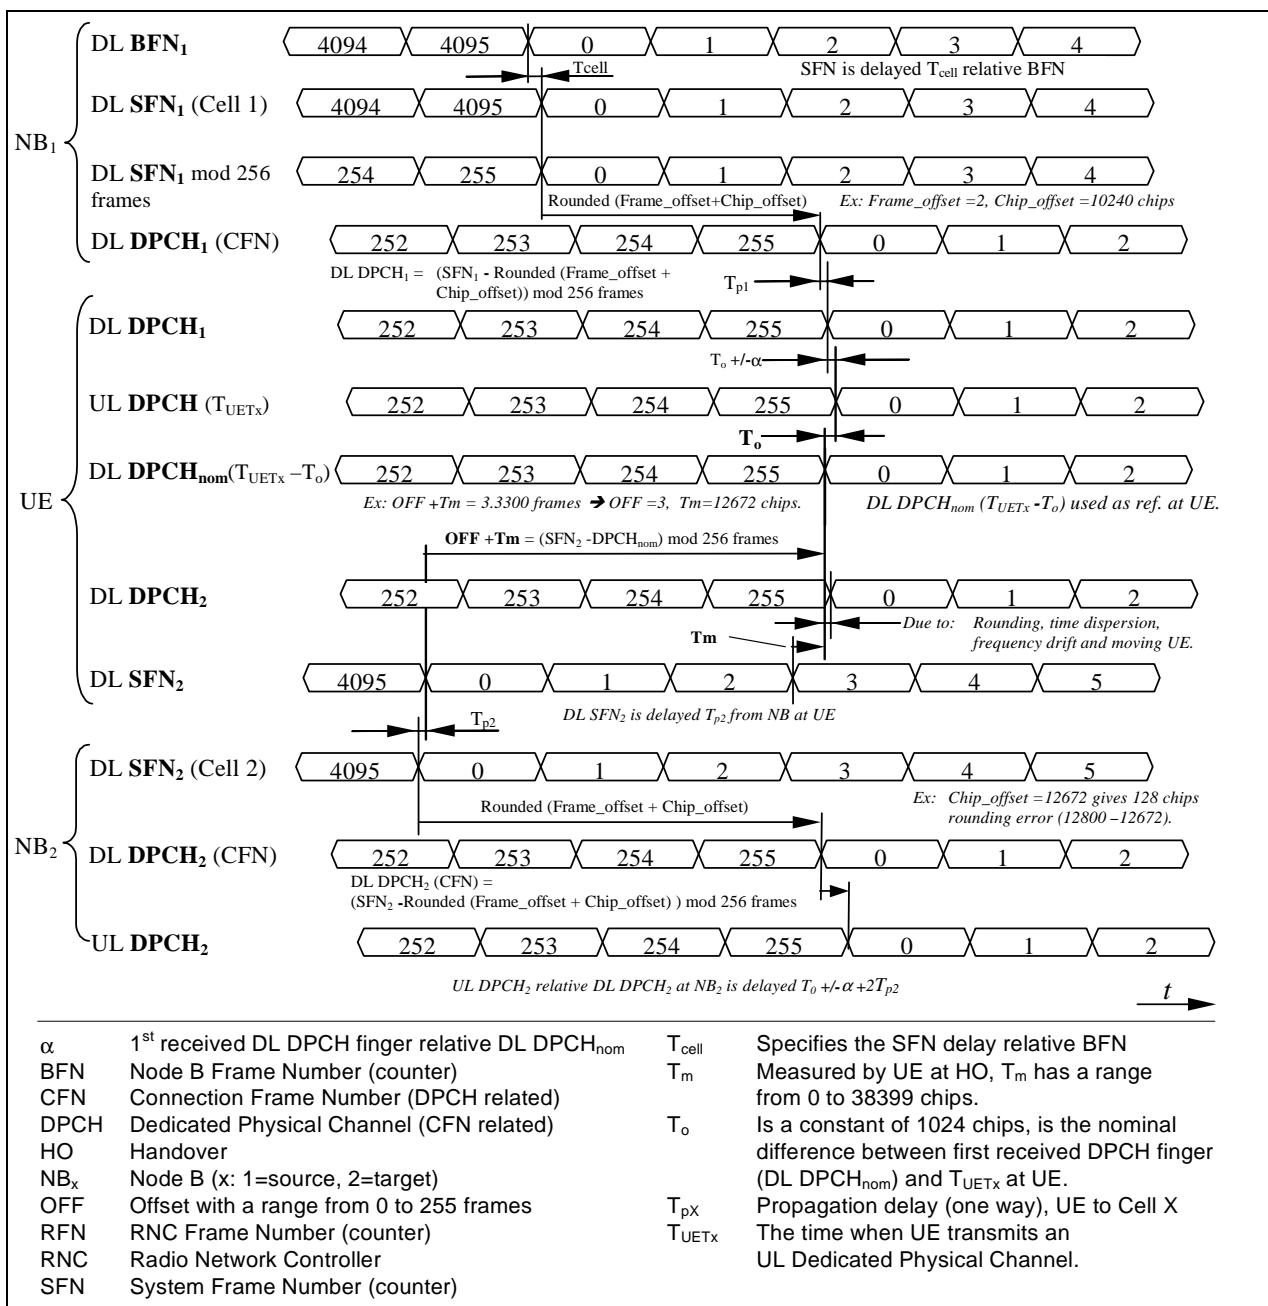 DL BFN1 4094 4095 0 1 2 3 4
Tcell SFN is delayed Tcell relative BFN
DL SFN1 (Cell 1) 4094 4095 0 1 2 3 4
NB1
DL SFN1 mod 256 frames 254 255 0 1 2 3 4
Rounded (Frame_offset+Chip_offset) Ex: Frame_offset =2, Chip_offset =10240 chips
DL DPCH1 (CFN) 252 253 254 255 0 1 2
DL DPCH1 = (SFN1 - Rounded (Frame_offset +
Chip_offset)) mod 256 frames
Tp1
DL DPCH1 252 253 254 255 0 1 2
To +/-α
UL DPCH (TUETx) 252 253 254 255 0 1 2
To
DL DPCHnom(TUETx –To) 252 253 254 255 0 1 2
UE
Ex: OFF +Tm = 3.3300 frames ➔ OFF =3, Tm=12672 chips. DL DPCHnom (TUETx -To) used as ref. at UE.
OFF +Tm = (SFN2 -DPCHnom) mod 256 frames
DL DPCH2 252 253 254 255 0 1 2
Due to: Rounding, time dispersion,
frequency drift and moving UE.
Tm
DL SFN2 4095 0 1 2 3 4 5
DL SFN2 is delayed Tp2 from NB at UE
Tp2
DL SFN2 (Cell 2) 4095 0 1 2 3 4 5
Rounded (Frame_offset + Chip_offset) Ex: Chip_offset =12672 gives 128 chips
rounding error (12800 –12672).
NB2
DL DPCH2 (CFN) 252 253 254 255 0 1 2
DL DPCH2 (CFN) =
(SFN2 -Rounded (Frame_offset + Chip_offset) ) mod 256 frames
UL DPCH2 252 253 254 255 0 1 2
UL DPCH2 relative DL DPCH2 at NB2 is delayed T0 +/-α +2Tp2
t
α 1st received DL DPCH finger relative DL DPCHnom
BFN Node B Frame Number (counter)
CFN Connection Frame Number (DPCH related)
DPCH Dedicated Physical Channel (CFN related)
HO Handover
NBx Node B (x: 1=source, 2=target)
OFF Offset with a range from 0 to 255 frames
RFN RNC Frame Number (counter)
RNC Radio Network Controller
SFN System Frame Number (counter)
Tcell Specifies the SFN delay relative BFN
Tm Measured by UE at HO, Tm has a range
from 0 to 38399 chips.
To Is a constant of 1024 chips, is the nominal
difference between first received DPCH finger
(DL DPCHnom) and TUETx at UE.
TpX Propagation delay (one way), UE to Cell X
TUETx The time when UE transmits an
UL Dedicated Physical Channel.